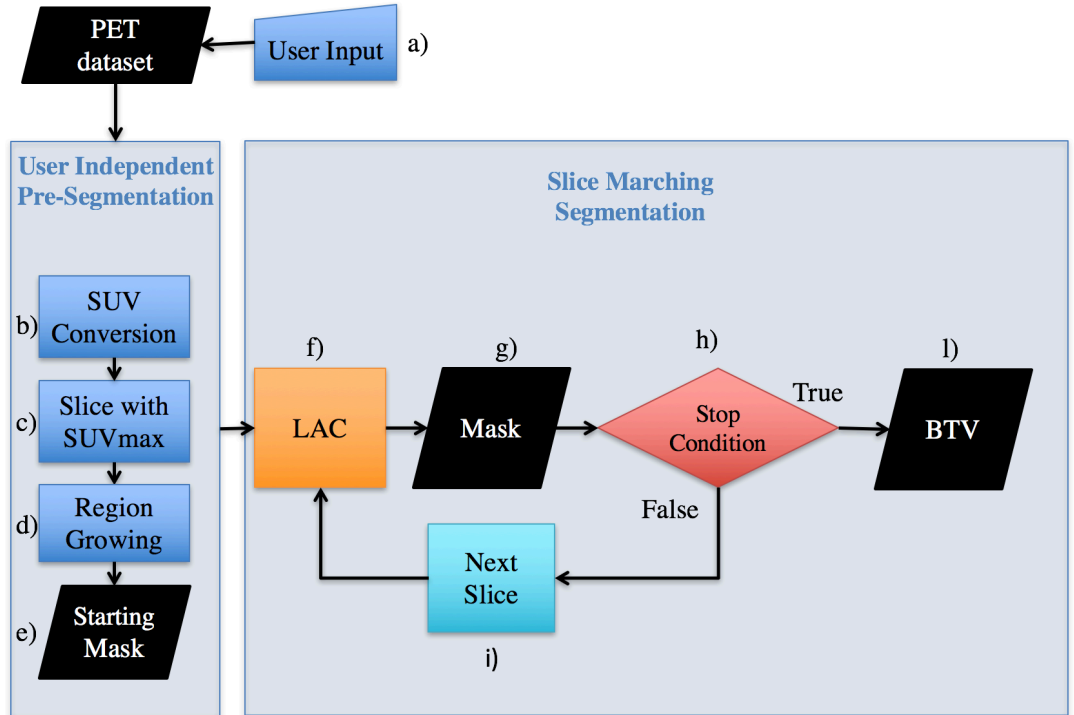 PET
dataset
User Input
a)
User Independent
Pre-Segmentation
b)
SUV
Conversion
c)
Slice with
SUVmax
d)
Region
Growing
e)
Starting
Mask
Slice Marching
Segmentation
f)
LAC
g)
Mask
h)
Stop
Condition
True
False
l)
BTV
Next
Slice
i)